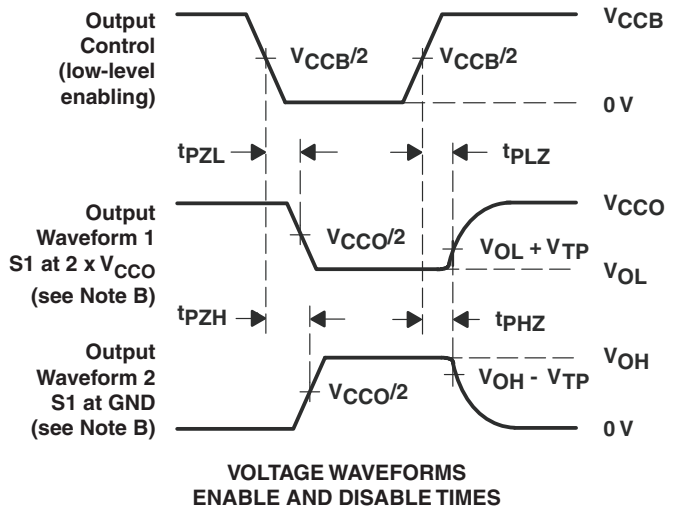 Output
Control
(low-level
enabling)
VCCB/2
VCCB/2
VCCB
0 V
tPZL
tPLZ
Output
Waveform 1
S1 at 2 x VCCO
(see Note B)
VCCO/2
VCCO
VOL + VTP
VOL
tPZH
tPHZ
Output
Waveform 2
S1 at GND
(see Note B)
VCCO/2
VOH
VOH - VTP
0 V
VOLTAGE WAVEFORMS
ENABLE AND DISABLE TIMES